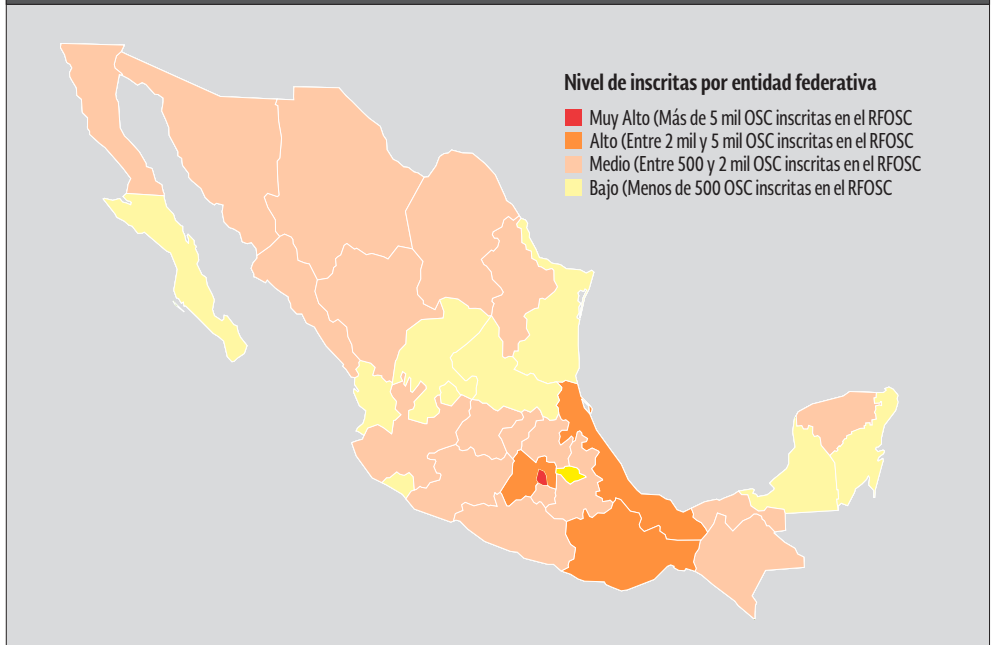 Nivel de inscritas por entidad federativa
Muy Alto (Más de 5 mil OSC inscritas en el RFOSC
Alto (Entre 2 mil y 5 mil OSC inscritas en el RFOSC
Medio (Entre 500 y 2 mil OSC inscritas en el RFOSC
Bajo (Menos de 500 OSC inscritas en el RFOSC